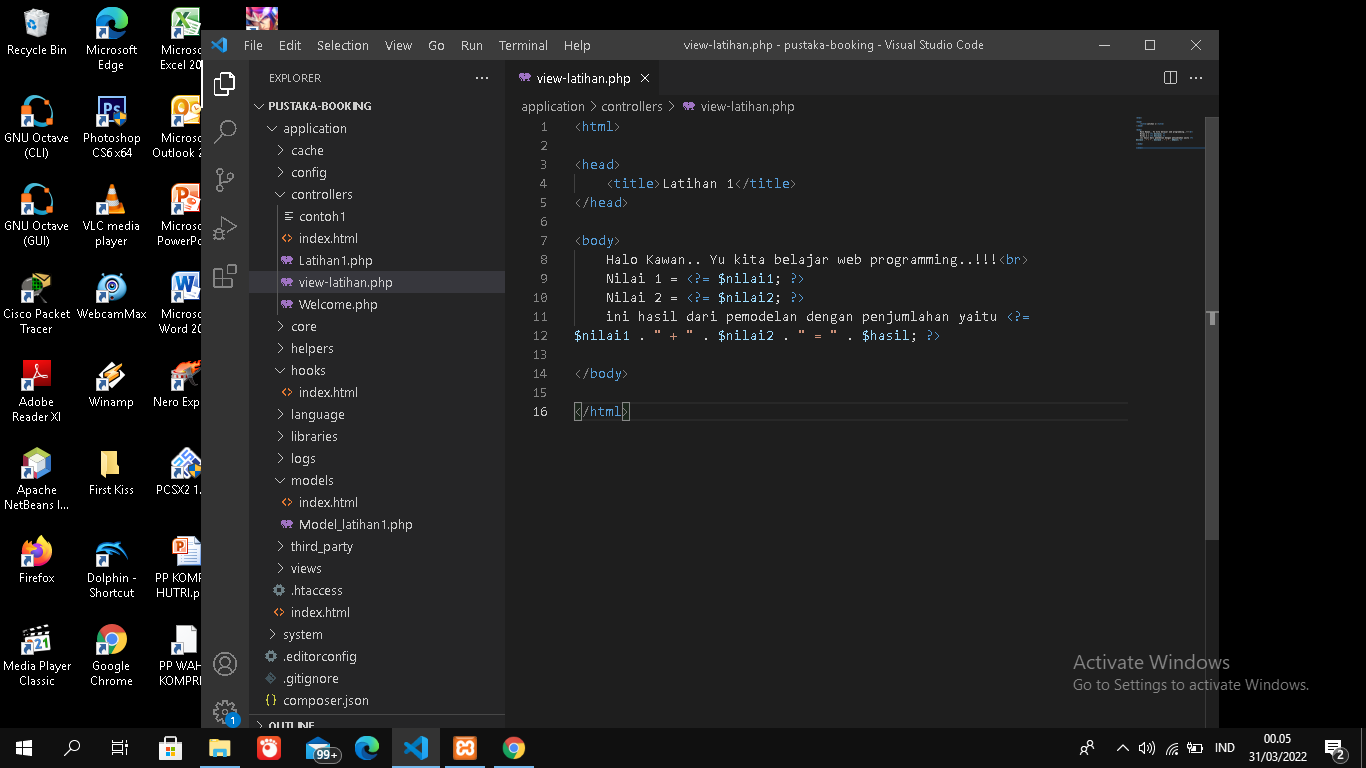 Recycle Bin
Microsoft Edge
Microso
Excel 20
GNU Octave (CLI)
Photoshop CS6 x64
Microso
Outlook 2
GNU Octave (GUI)
VLC media player
Microso
PowerPo
Cisco Packet Tracer
WebcamMax
Microso
Word 20
Adobe Reader XI
Winamp
Nero Exp
Apache NetBeans I...
First Kiss
PCSX2 1.
Firefox
Dolphin - Shortcut
PP KOMP
HUTRI.p
Media Player Classic
Google Chrome
PP WAH
KOMPRI
File Edit Selection View Go Run Terminal Help
view-latihan.php - pustaka-booking - Visual Studio Code
EXPLORER
PUSTAKA-BOOKING
application
cache
config
controllers
contoh1
index.html
Latihan1.php
view-latihan.php
Welcome.php
core
helpers
hooks
index.html
language
libraries
logs
models
index.html
Model_latihan1.php
third_party
views
.htaccess
index.html
system
.editorconfig
.gitignore
composer.json
OUTLINE
1
view-latihan.php
application > controllers > view-latihan.php
1 <html>
2
3 <head>
4 <title>Latihan 1</title>
5 </head>
6
7 <body>
8 Halo Kawan.. Yu kita belajar web programming..!!!<br>
9 Nilai 1 = <?= $nilai1; ?>
10 Nilai 2 = <?= $nilai2; ?>
11 ini hasil dari pemodelan dengan penjumlahan yaitu <?=
12 $nilai1 . " + " . $nilai2 . " = " . $hasil; ?>
13
14 </body>
15
16 </html>
Activate Windows
Go to Settings to activate Windows.
99+
IND
00.05
31/03/2022
2